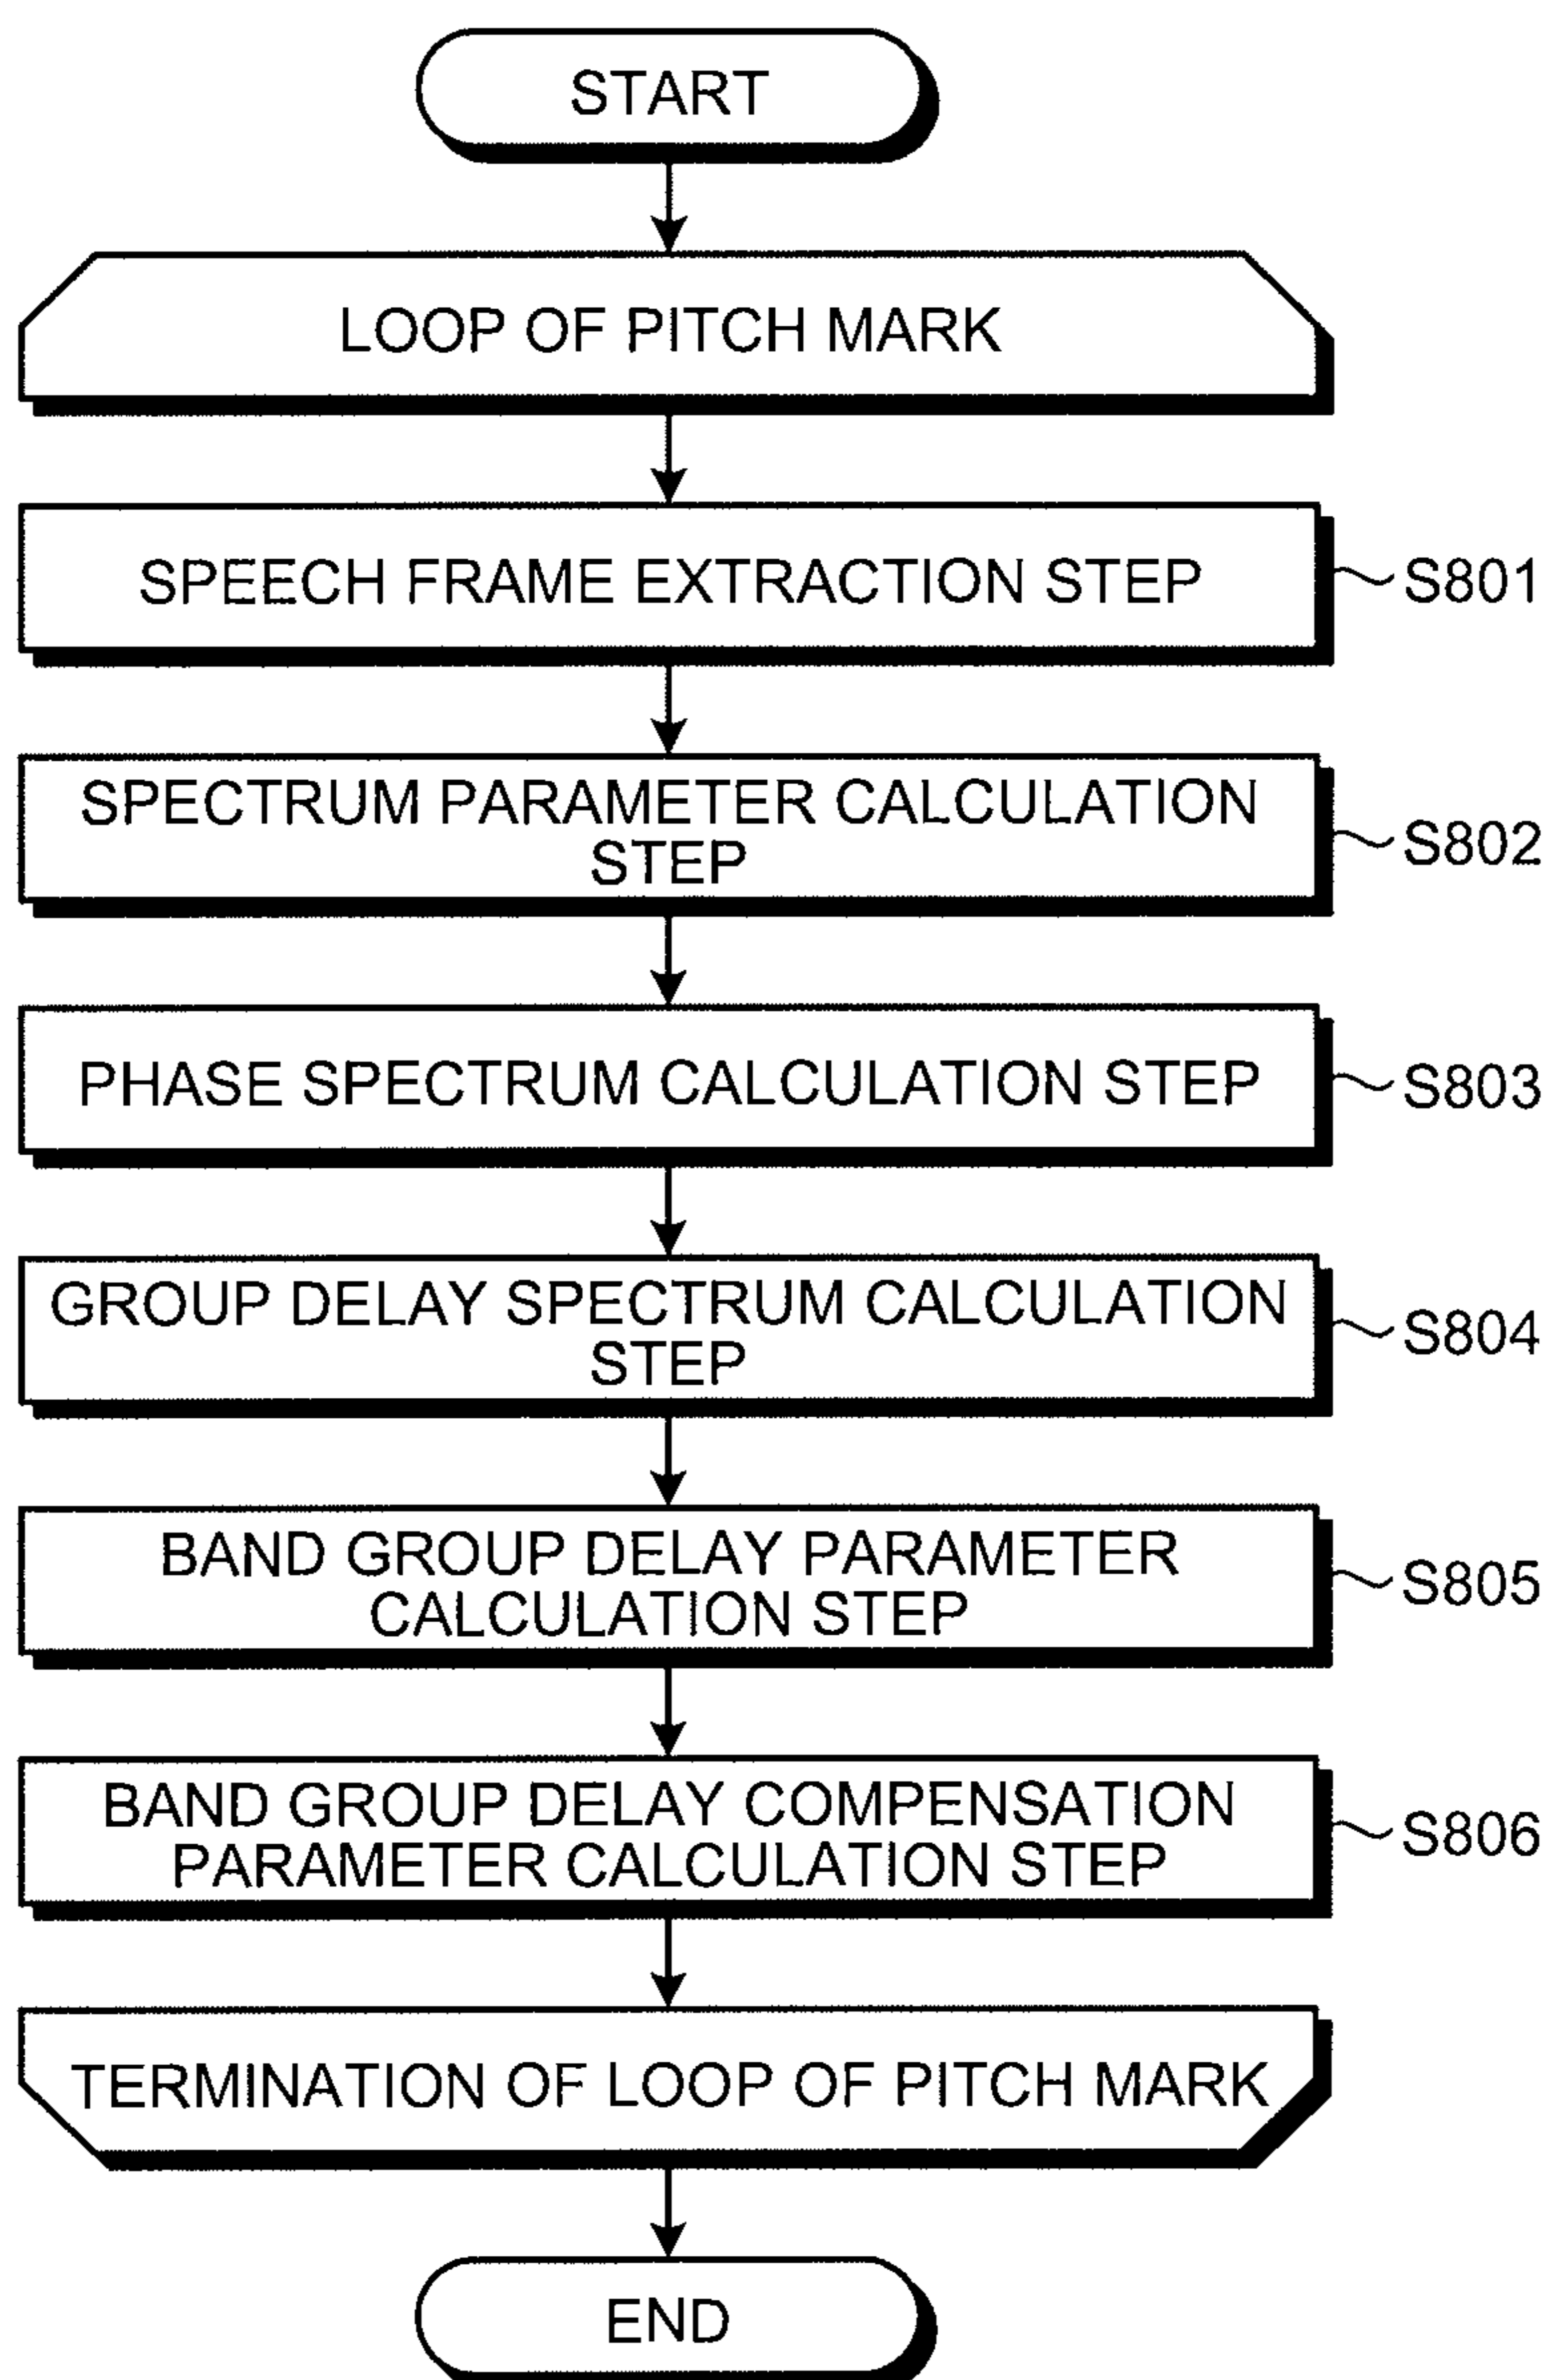 START
LOOP OF PITCH MARK
SPEECH FRAME EXTRACTION STEP
S801
SPECTRUM PARAMETER CALCULATION
STEP
S802
PHASE SPECTRUM CALCULATION STEP
S803
GROUP DELAY SPECTRUM CALCULATION
STEP
S804
BAND GROUP DELAY PARAMETER
CALCULATION STEP
S805
BAND GROUP DELAY COMPENSATION
PARAMETER CALCULATION STEP
S806
TERMINATION OF LOOP OF PITCH MARK
END